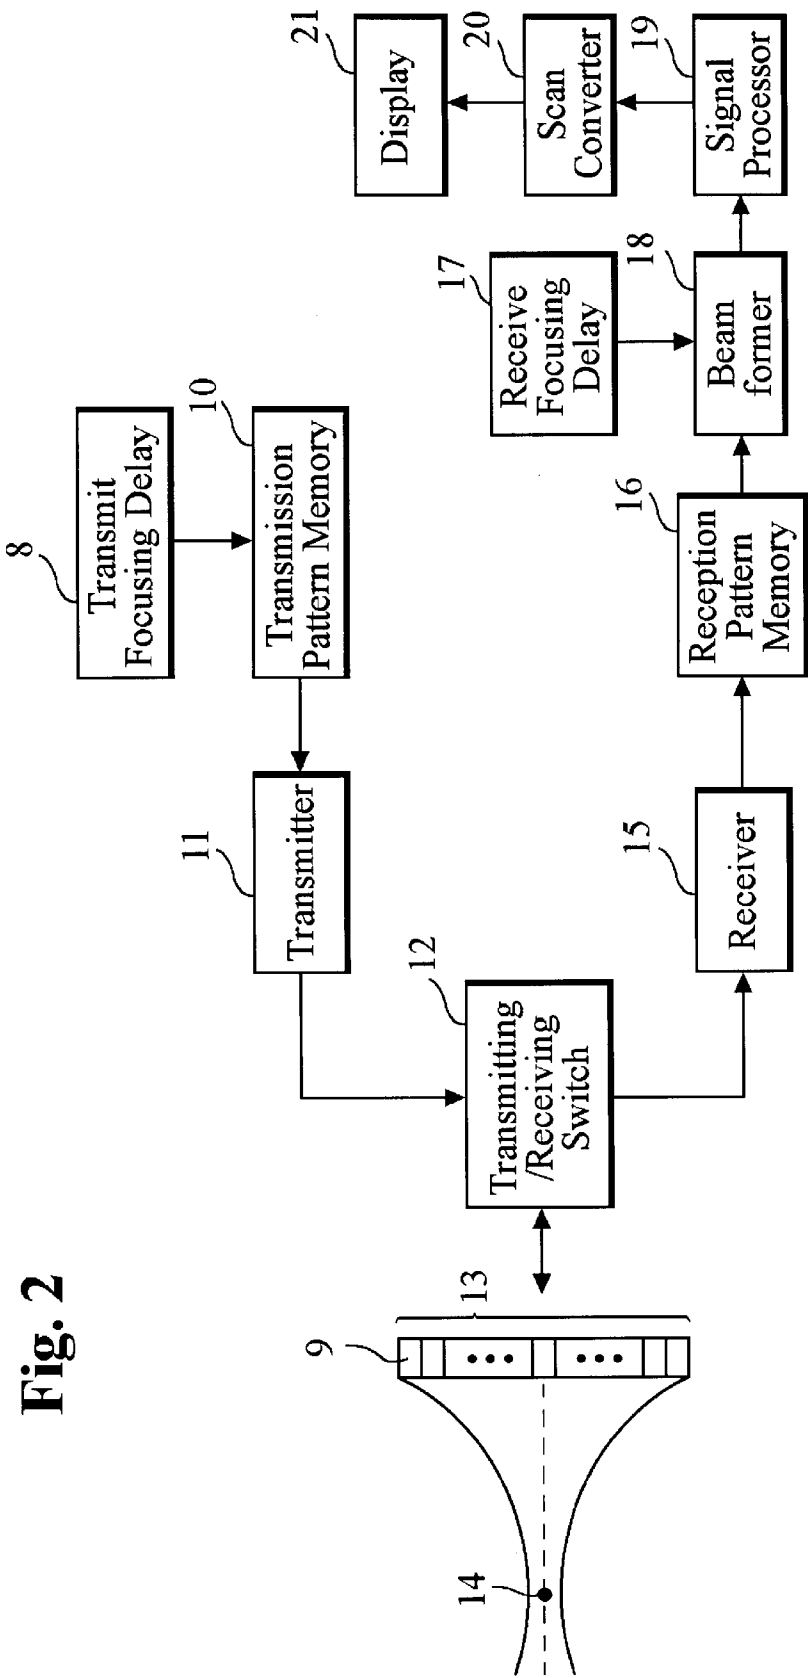 Fig. 2
8
Transmit
Focusing Delay
10
Transmission
Pattern Memory
11
Transmitter
12
Transmitting
/Receiving
Switch
9
13
14
15
Receiver
16
Reception
Pattern
Memory
17
Receive
Focusing
Delay
18
Beam
former
19
Signal
Processor
20
Scan
Converter
21
Display